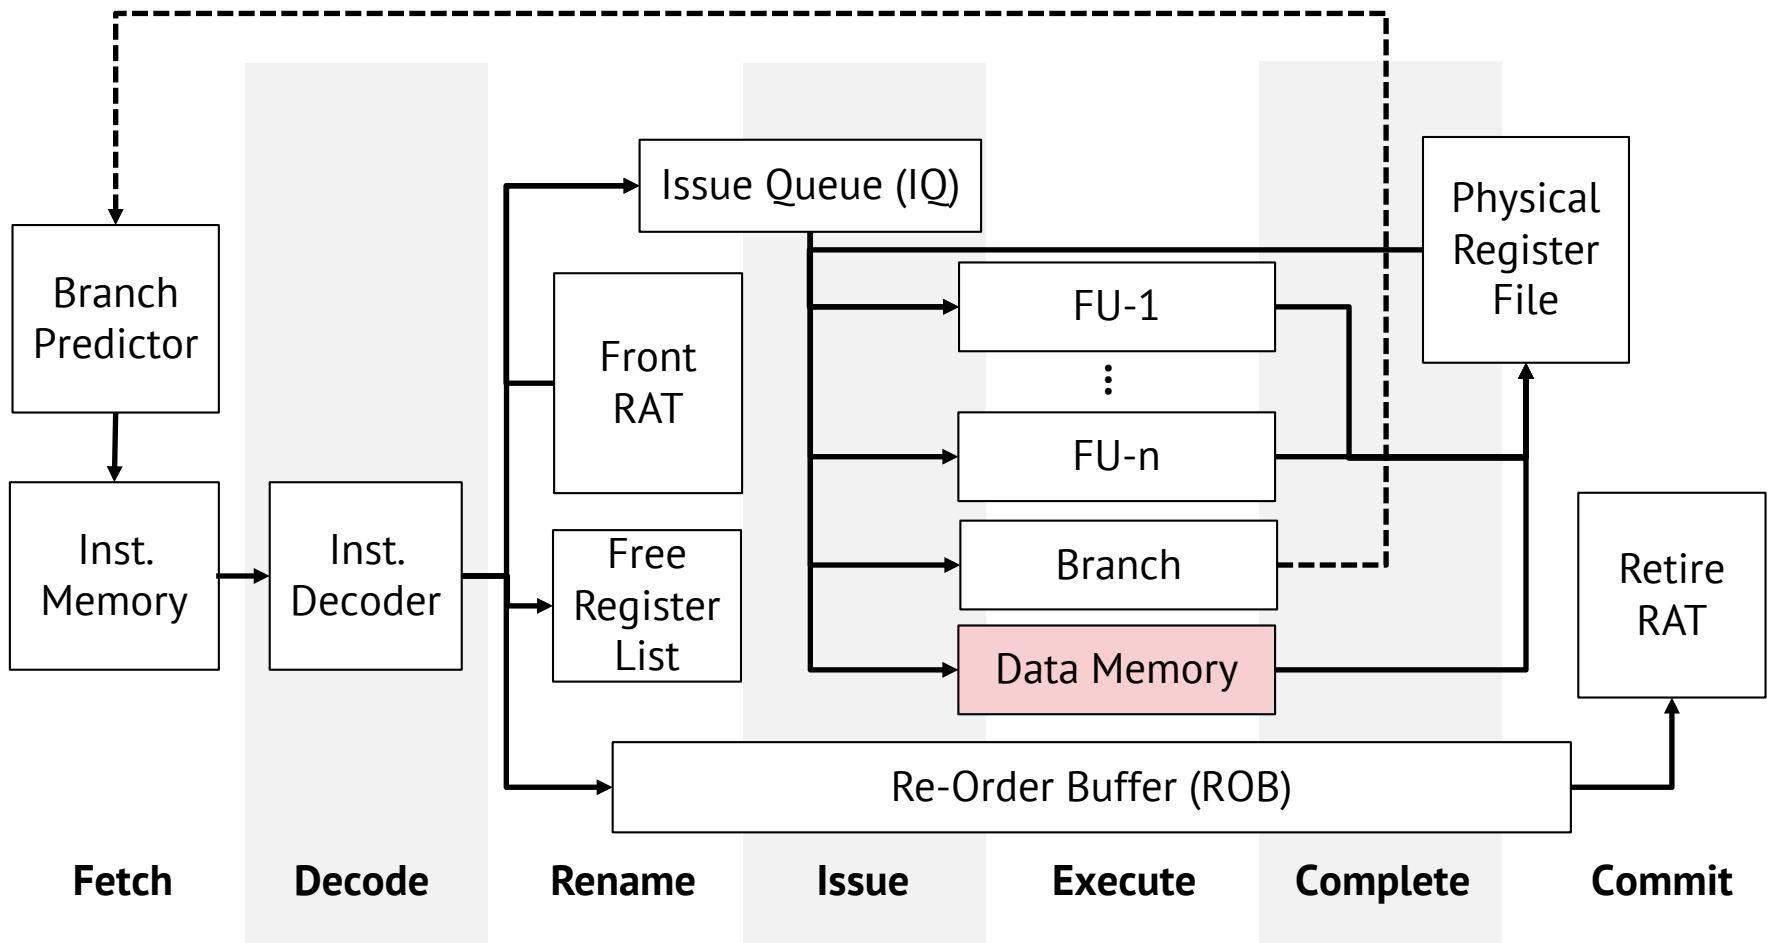 Issue Queue (IQ)
Physical
Register
File
Branch
Predictor
FU-1
Front
RAT
FU-n
Inst.
Memory
Inst.
Decoder
Free
Register
List
Branch
Retire
RAT
Data Memory
Re-Order Buffer (ROB)
Fetch
Decode
Rename
Issue
Execute
Complete
Commit